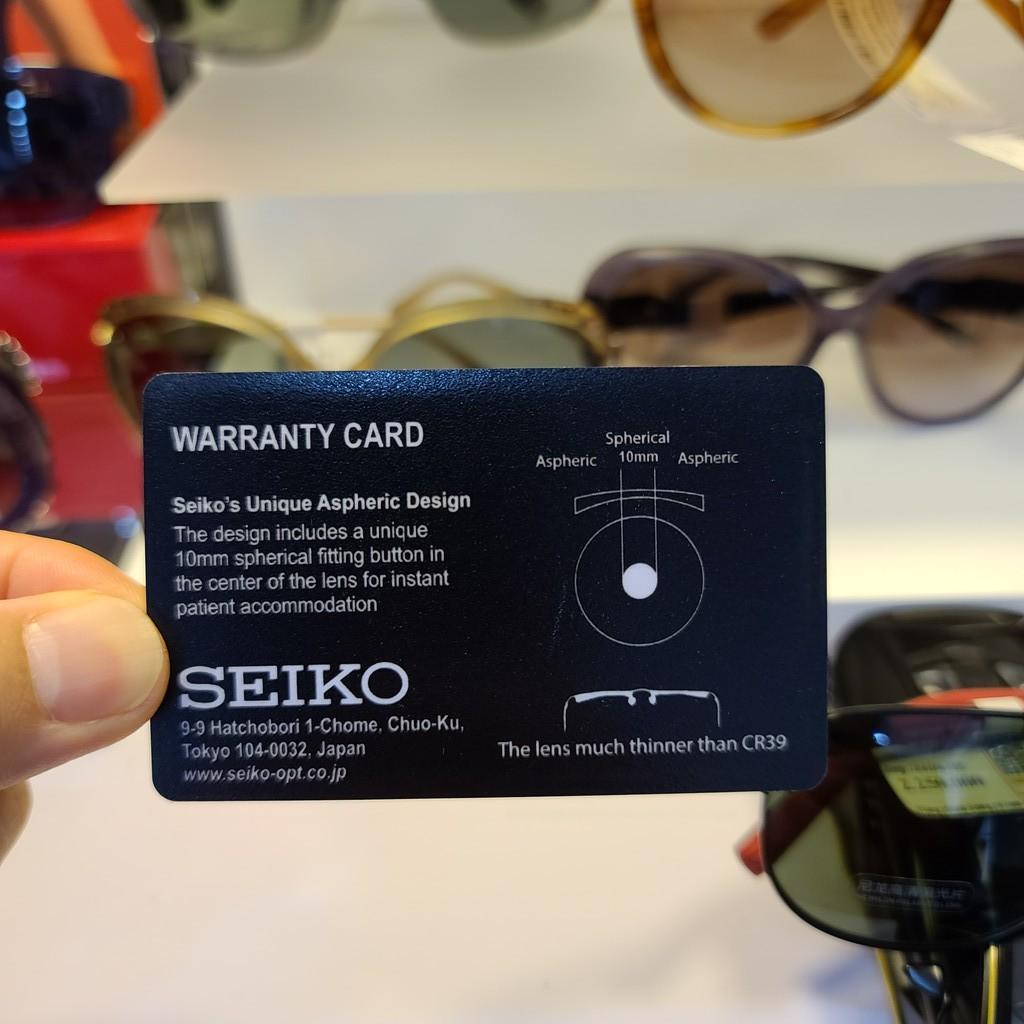 WARRANTY CARD
Seiko's Unique Aspheric Design
The design includes a unique
10mm spherical fitting button in
the center of the lens for instant
patient accommodation
SEIKO
9-9 Hatchobori 1-Chome, Chuo-Ku,
Tokyo 104-0032, Japan
www.seiko-opt.co.jp
Spherical
Aspheric 10mm Aspheric
The lens much thinner than CR39